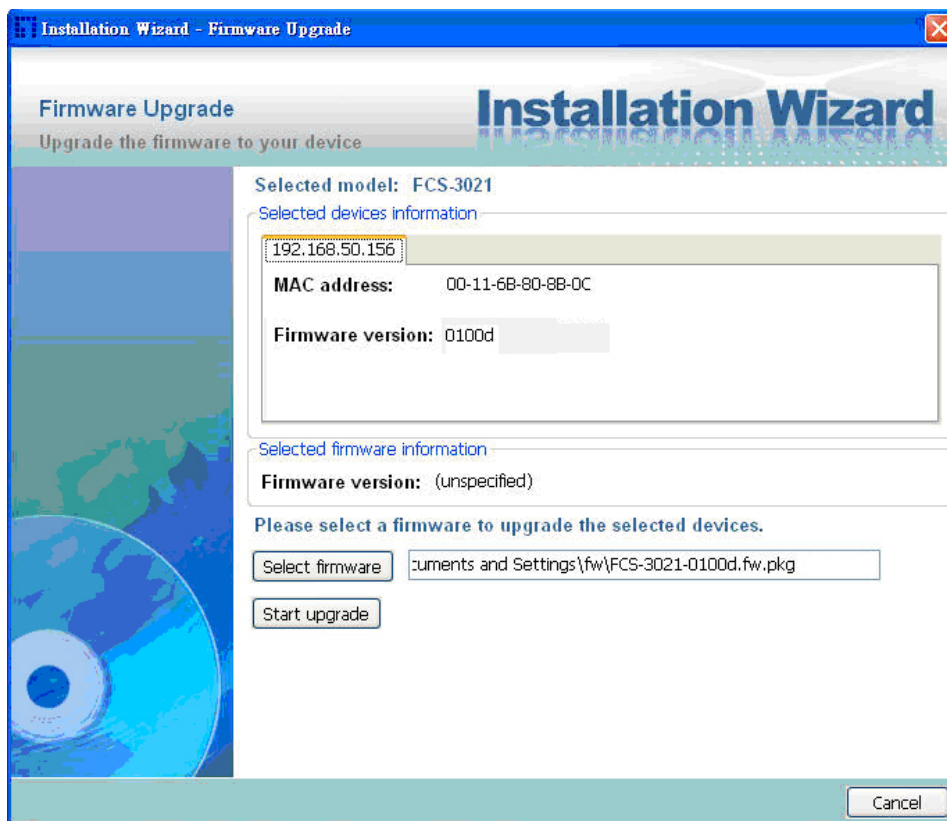 Installation Wizard - Firmware Upgrade
Firmware Upgrade
Installation Wizard
Upgrade the firmware to your device
Selected model: FCS-3021
Selected devices information
192.168.50.156
MAC address: 00-11-6B-80-8B-0C
Firmware version: 0100d
Selected firmware information
Firmware version: (unspecified)
Please select a firmware to upgrade the selected devices.
Select firmware cuments and Settings\fw\FCS-3021-0100d.fw.pkg
Start upgrade
Cancel